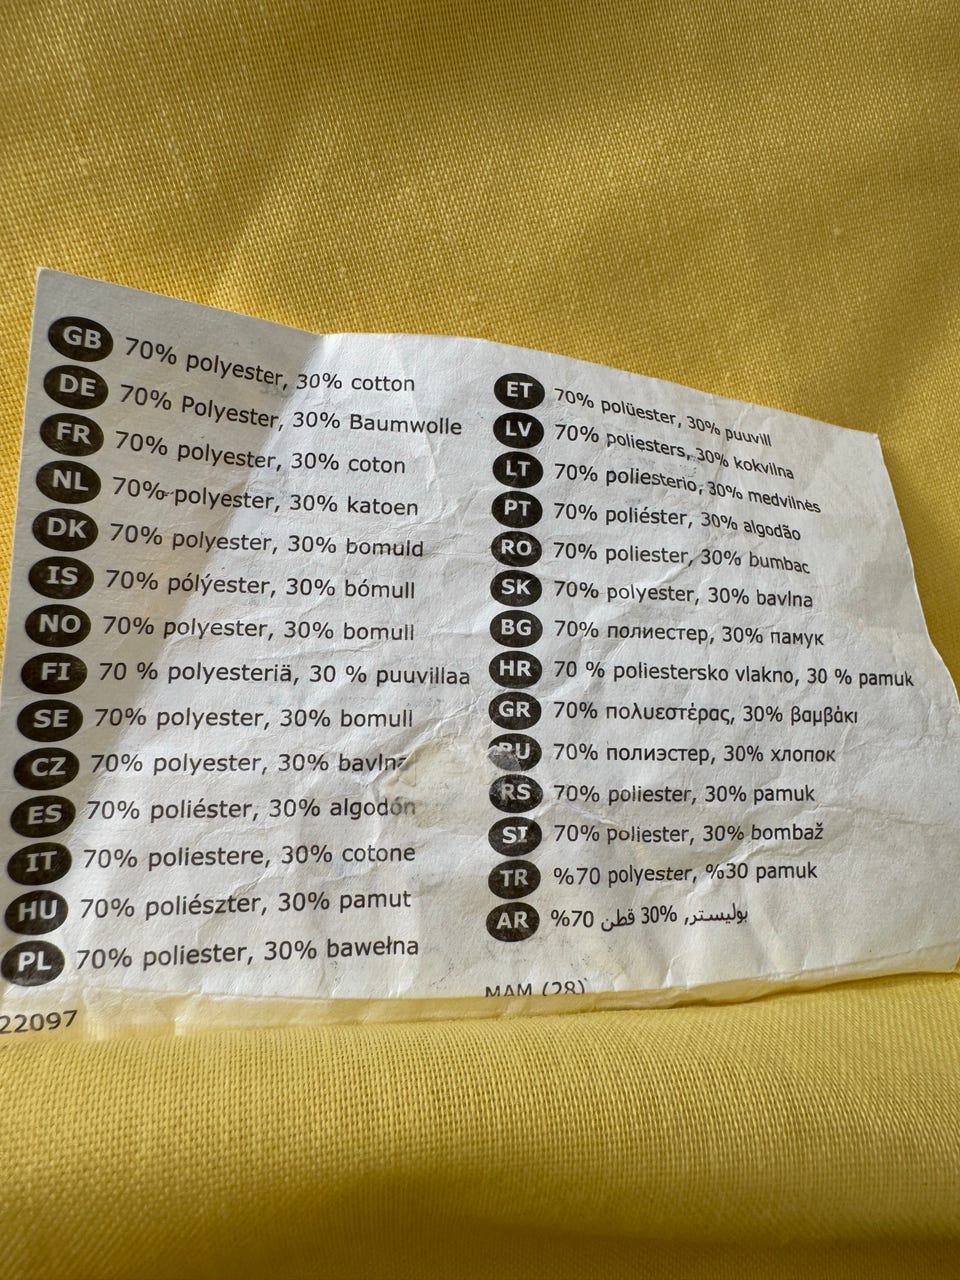 GB 70% polyester, 30% cotton
DE 70% Polyester, 30% Baumwolle
FR 70% polyester, 30% coton
NL 70% polyester, 30% katoen
DK 70% polyester, 30% bomuld
IS 70% pólýester, 30% bómull
NO 70% polyester, 30% bomull
FI 70 % polyesteriä, 30 % puuvillaa
SE 70% polyester, 30% bomull
CZ 70% polyester, 30% bavlna
ES 70% poliéster, 30% algodón
IT 70% poliestere, 30% cotone
HU 70% poliészter, 30% pamut
PL 70% poliester, 30% bawełna
22097
ET 70% polüester, 30% puuvill
LV 70% poliesters, 30% kokvilna
LT 70% poliesterio, 30% medvilnės
PT 70% poliéster, 30% algodão
RO 70% poliester, 30% bumbac
SK 70% polyester, 30% bavlna
BG 70% полиестер, 30% памук
HR 70 % poliestersko vlakno, 30 % pamuk
GR 70% πολυεστέρας, 30% βαμβάκι
RU 70% полиэстер, 30% хлопок
RS 70% poliester, 30% pamuk
SI 70% poliester, 30% bombaž
TR %70 polyester, %30 pamuk
AR بوليستر, 30% قطن 70%
MAM (28)